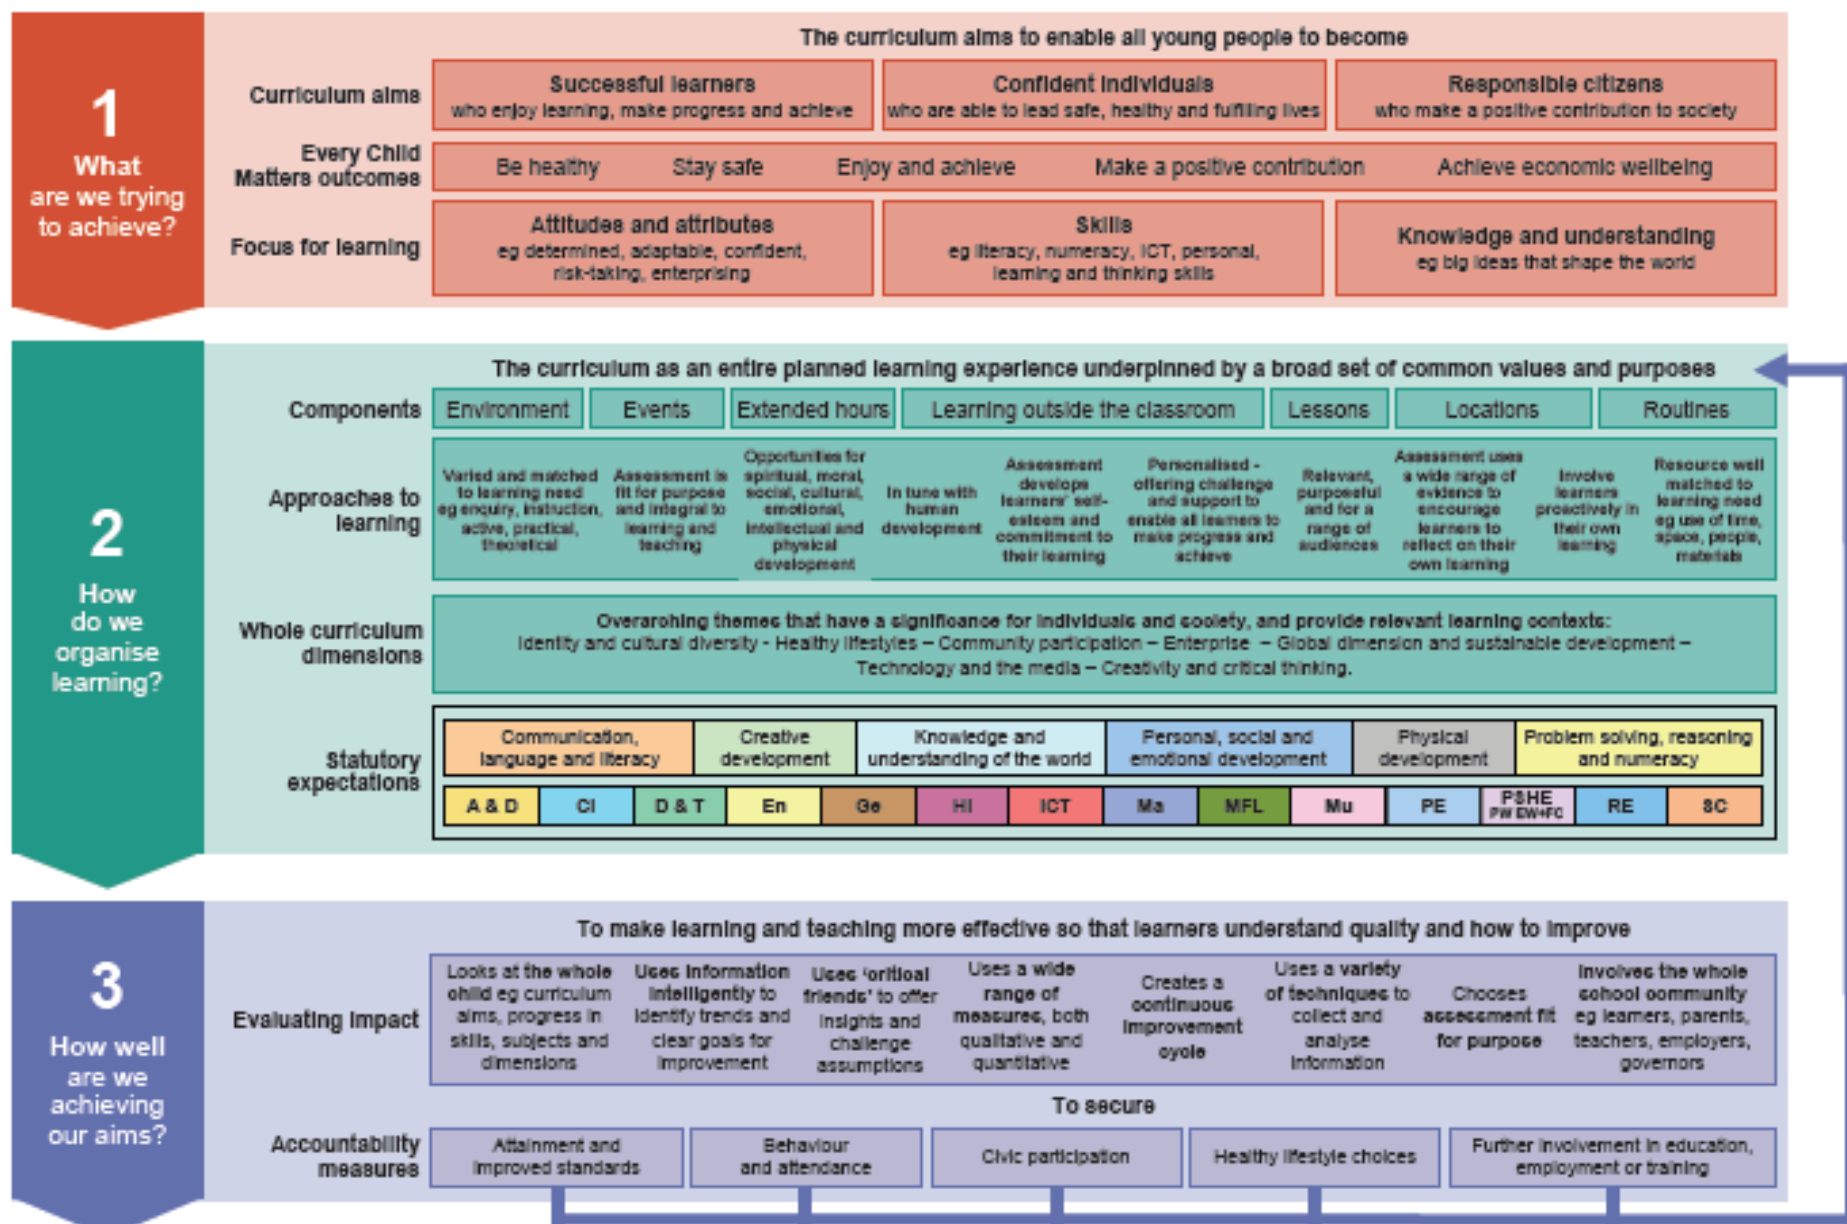 1
What
are we trying
to achieve?
The curriculum aims to enable all young people to become
Curriculum aims
Successful learners
who enjoy learning, make progress and achieve
Confident individuals
who are able to lead safe, healthy and fulfilling lives
Responsible citizens
who make a positive contribution to society
Every Child
Matters outcomes
Be healthy
Stay safe
Enjoy and achieve
Make a positive contribution
Achieve economic wellbeing
Focus for learning
Attitudes and attributes
eg determined, adaptable, confident,
risk-taking, enterprising
Skills
eg literacy, numeracy, ICT, personal,
learning and thinking skills
Knowledge and understanding
eg big ideas that shape the world
2
How
do we
organise
learning?
The curriculum as an entire planned learning experience underpinned by a broad set of common values and purposes
Components
Environment
Events
Extended hours
Learning outside the classroom
Lessons
Locations
Routines
Approaches to
learning
Varied and matched
to learning need
eg enquiry, instruction,
active, practical,
theoretical
Assessment is
fit for purpose
and integral to
learning and
teaching
Opportunities for
spiritual, moral,
social, cultural,
emotional,
intellectual and
physical
development
In tune with
human
development
Assessment
develops
learners' self-
esteem and
commitment to
their learning
Personalised -
offering challenge
and support to
enable all learners to
make progress and
achieve
Relevant,
purposeful
and for a
range of
audiences
Assessment uses
a wide range of
evidence to
encourage
learners to
reflect on their
own learning
Involve
learners
proactively in
their own
learning
Resource well
matched to
learning need
eg use of time,
space, people,
materials
Whole curriculum
dimensions
Overarching themes that have a significance for individuals and society, and provide relevant learning contexts:
Identity and cultural diversity - Healthy lifestyles – Community participation – Enterprise – Global dimension and sustainable development –
Technology and the media – Creativity and critical thinking.
Statutory
expectations
Communication,
language and literacy
Creative
development
Knowledge and
understanding of the world
Personal, social and
emotional development
Physical
development
Problem solving, reasoning
and numeracy
A & D
CI
D & T
En
Ge
HI
ICT
Ma
MFL
Mu
PE
PSHE
PW EW+FC
RE
SC
3
How well
are we
achieving
our aims?
To make learning and teaching more effective so that learners understand quality and how to improve
Evaluating impact
Looks at the whole
child eg curriculum
aims, progress in
skills, subjects and
dimensions
Uses information
intelligently to
identify trends and
clear goals for
improvement
Uses 'critical
friends' to offer
insights and
challenge
assumptions
Uses a wide
range of
measures, both
qualitative and
quantitative
Creates a
continuous
improvement
cycle
Uses a variety
of techniques to
collect and
analyse
information
Chooses
assessment fit
for purpose
Involves the whole
school community
eg learners, parents,
teachers, employers,
governors
To secure
Accountability
measures
Attainment and
improved standards
Behaviour
and attendance
Civic participation
Healthy lifestyle choices
Further involvement in education,
employment or training